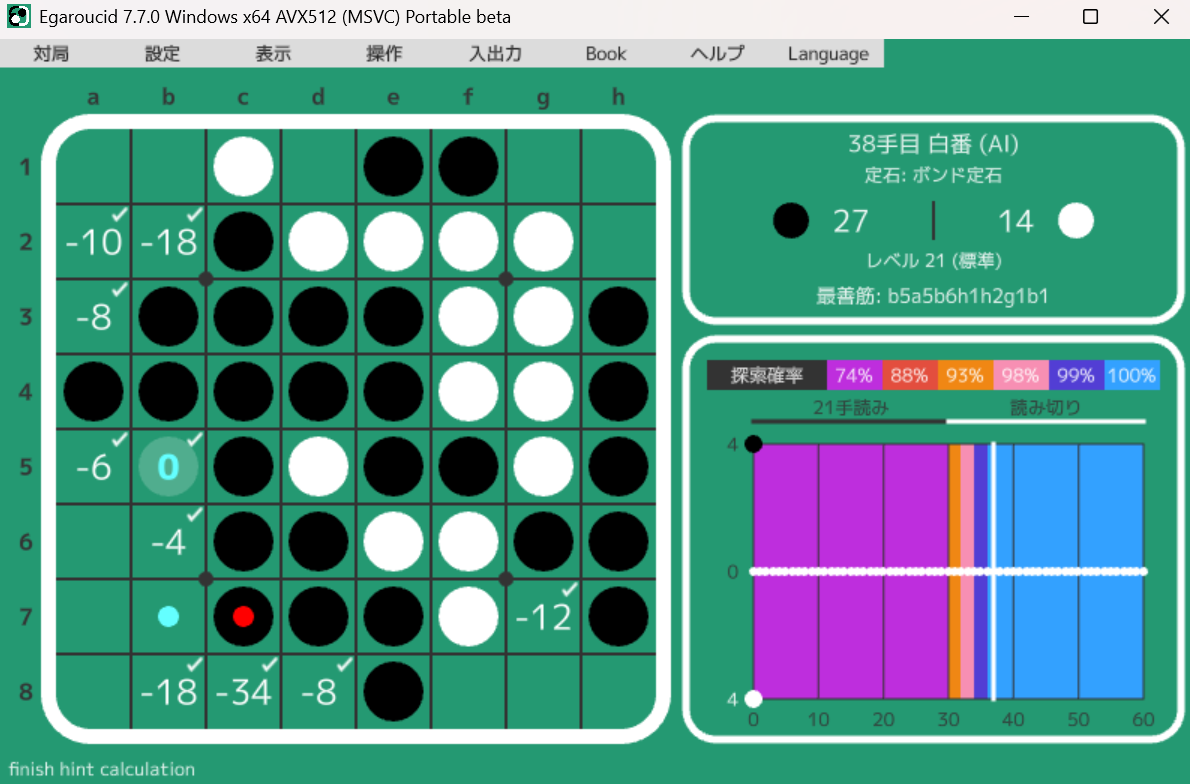 Egaroucid 7.7.0 Windows x64 AVX512 (MSVC) Portable beta
対局 設定 表示 操作 入出力 Book ヘルプ Language
a b c d e f g h
1
2 -10 -18
3 -8
4
5 -6 0
6 -4
7 -12
8 -18 -34 -8
finish hint calculation
38手目 白番 (AI)
定石: ボンド定石
27 14
レベル 21 (標準)
最善筋: b5a5b6h1h2g1b1
探索確率 74% 88% 93% 98% 99% 100%
21手読み 読み切り
4
0
4
0 10 20 30 40 50 60